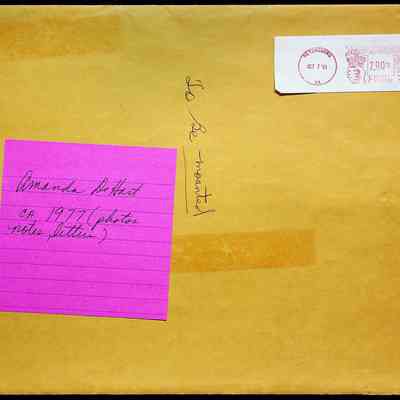 To be mounted
Amanda DeHart
CA, 1977 (photos
notes, letters)